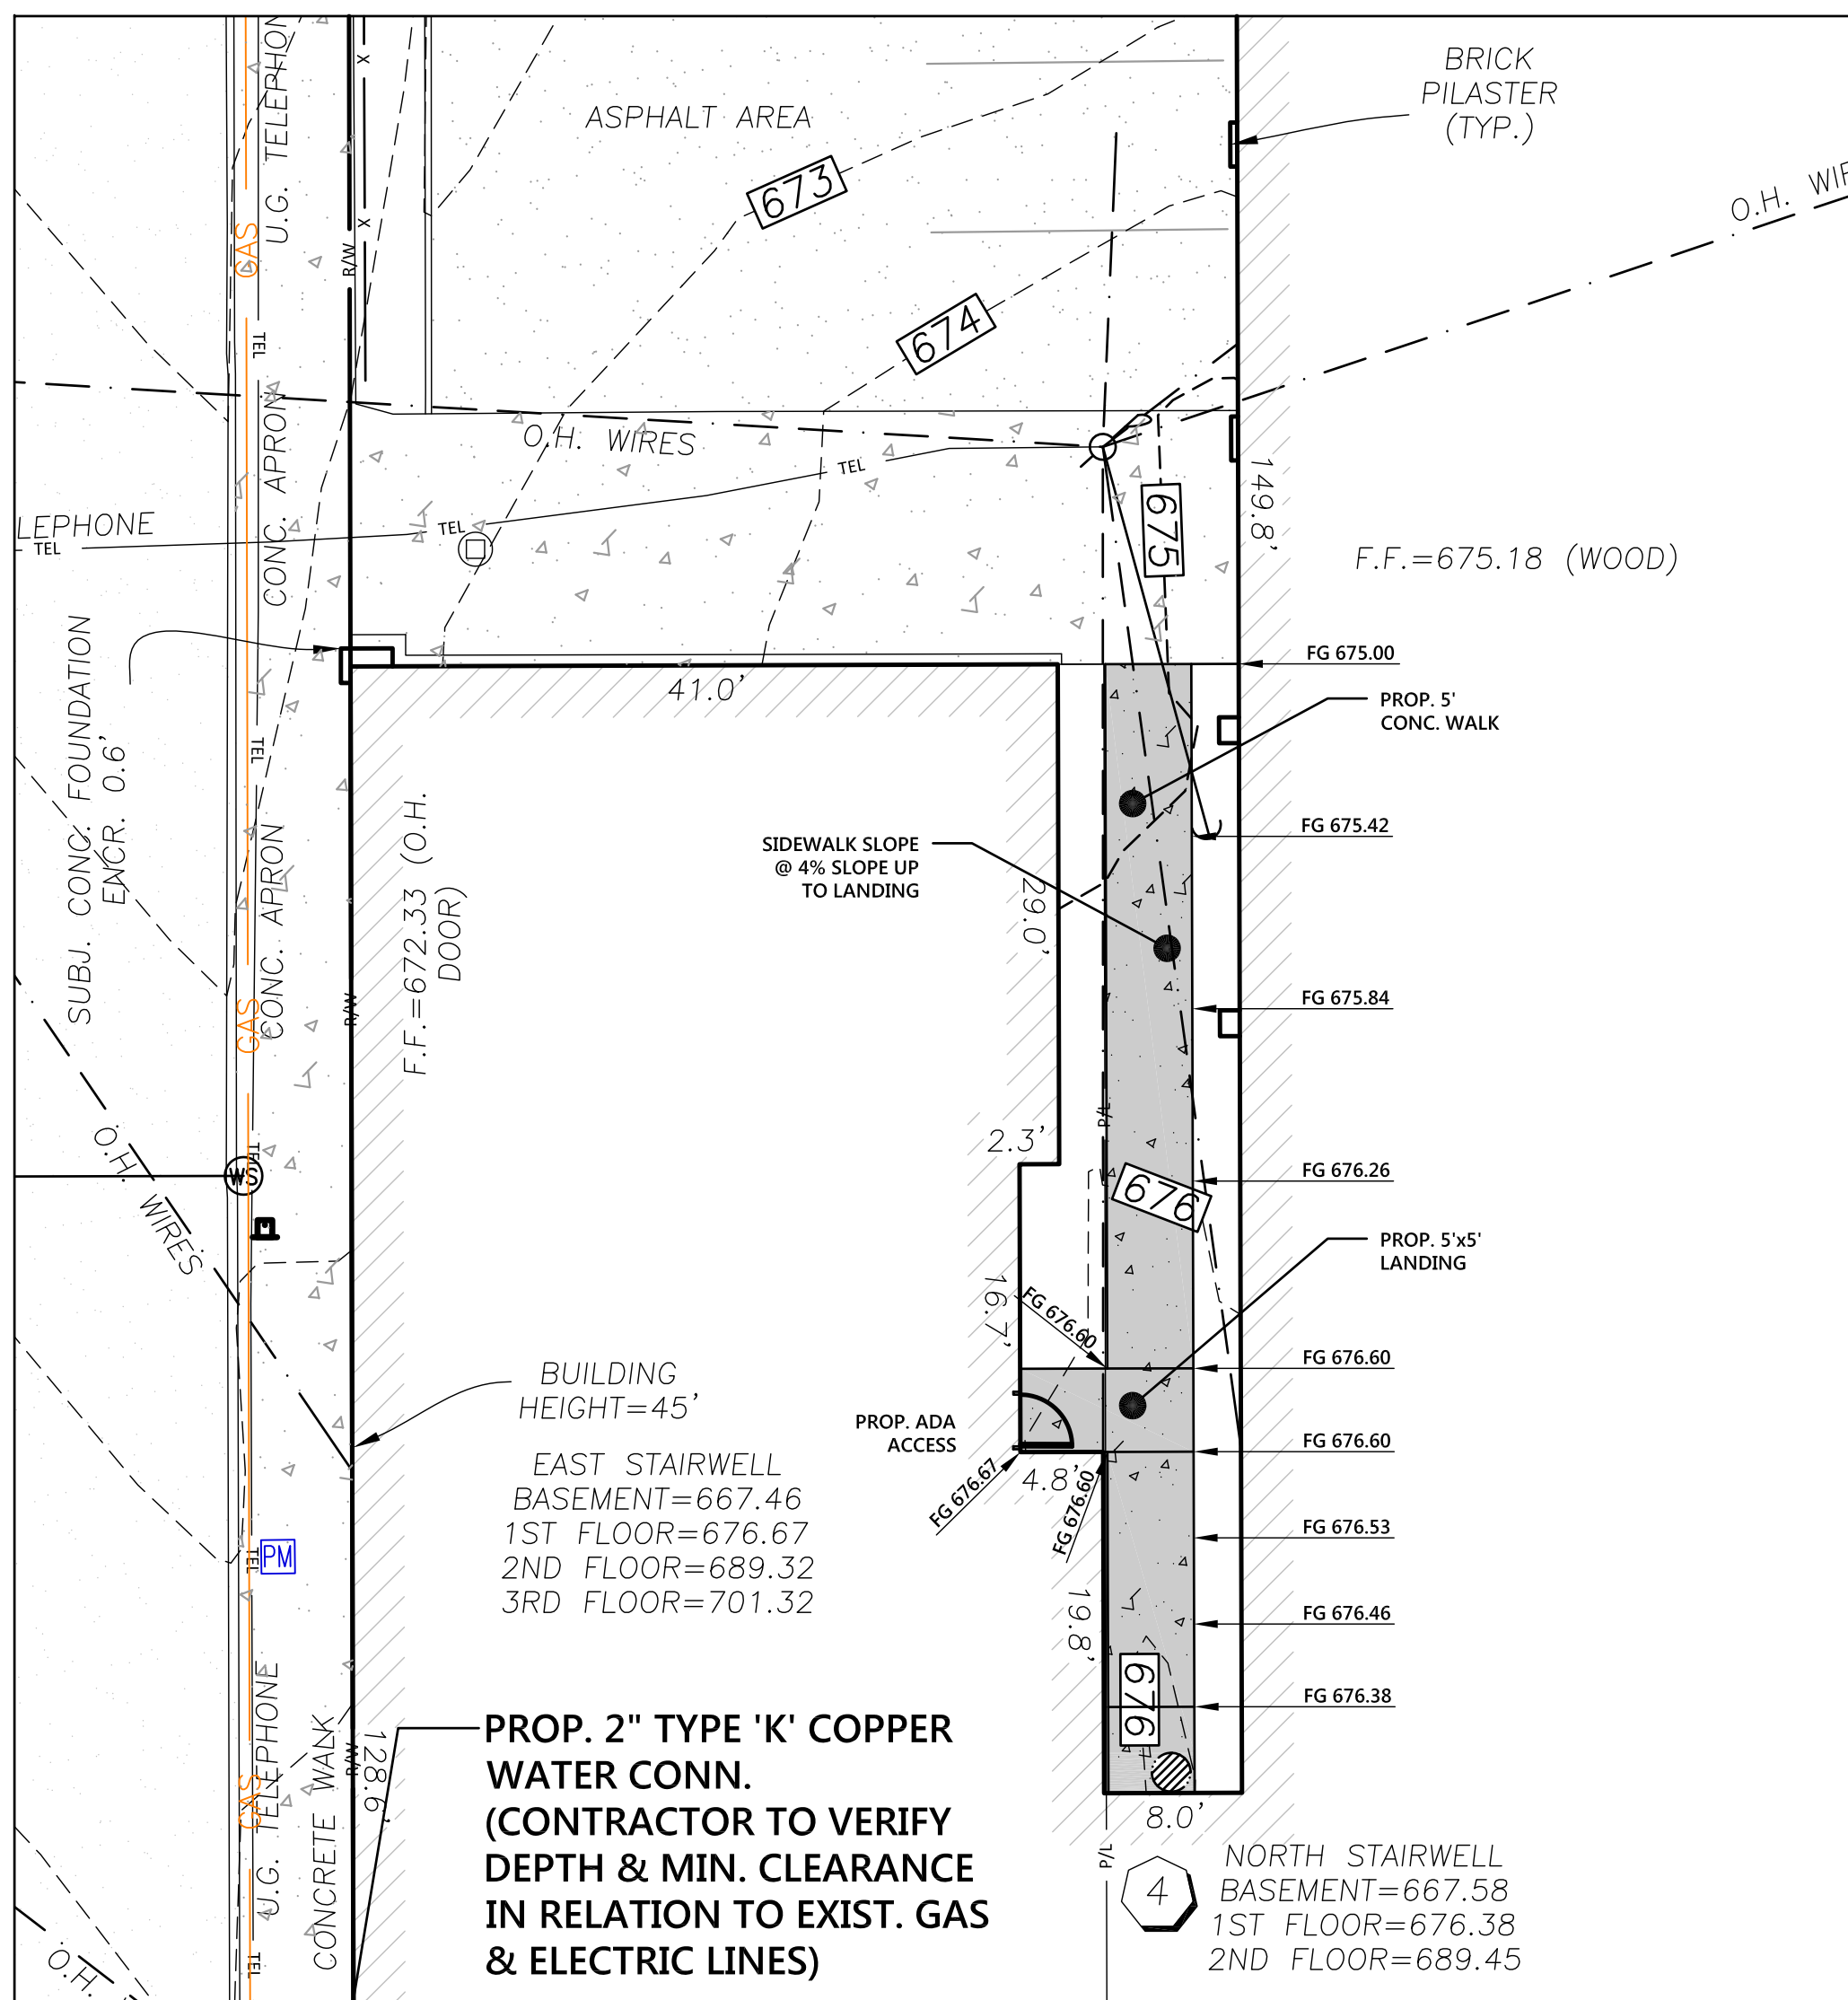 U.G. TELEPHON
GAS
X
X
R/W
ASPHALT AREA
673
674
BRICK
PILASTER
(TYP.)
O.H.
TEL
CONC. APRON
O.H. WIRES
TEL
TEL
LEPHONE
TEL
675
149.8'
F.F.=675.18 (WOOD)
SUBJ. CONC. FOUNDATION
ENCR. 0.6'
41.0'
FG 675.00
PROP. 5'
CONC. WALK
TEL
FG 675.42
CONC. APRON
F.F.=672.33 (O.H.
DOOR)
SIDEWALK SLOPE
@ 4% SLOPE UP
TO LANDING
29.0'
FG 675.84
GAS
R/W
O.H. WIRES
WS
2.3'
P/L
676
FG 676.26
PROP. 5'x5'
LANDING
16.7'
FG 676.60
FG 676.60
BUILDING
HEIGHT=45'
PROP. ADA
ACCESS
FG 676.60
FG 676.67
4.8'
FG 676.60
EAST STAIRWELL
BASEMENT=667.46
1ST FLOOR=676.67
2ND FLOOR=689.32
3RD FLOOR=701.32
FG 676.53
TEL
PM
19.8'
FG 676.46
676
FG 676.38
U.G. TELEPHONE
GAS
CONCRETE WALK
R/W
128.6'
PROP. 2" TYPE 'K' COPPER
WATER CONN.
(CONTRACTOR TO VERIFY
DEPTH & MIN. CLEARANCE
IN RELATION TO EXIST. GAS
& ELECTRIC LINES)
8.0'
P/L
4
NORTH STAIRWELL
BASEMENT=667.58
1ST FLOOR=676.38
2ND FLOOR=689.45
O.H.
TEL